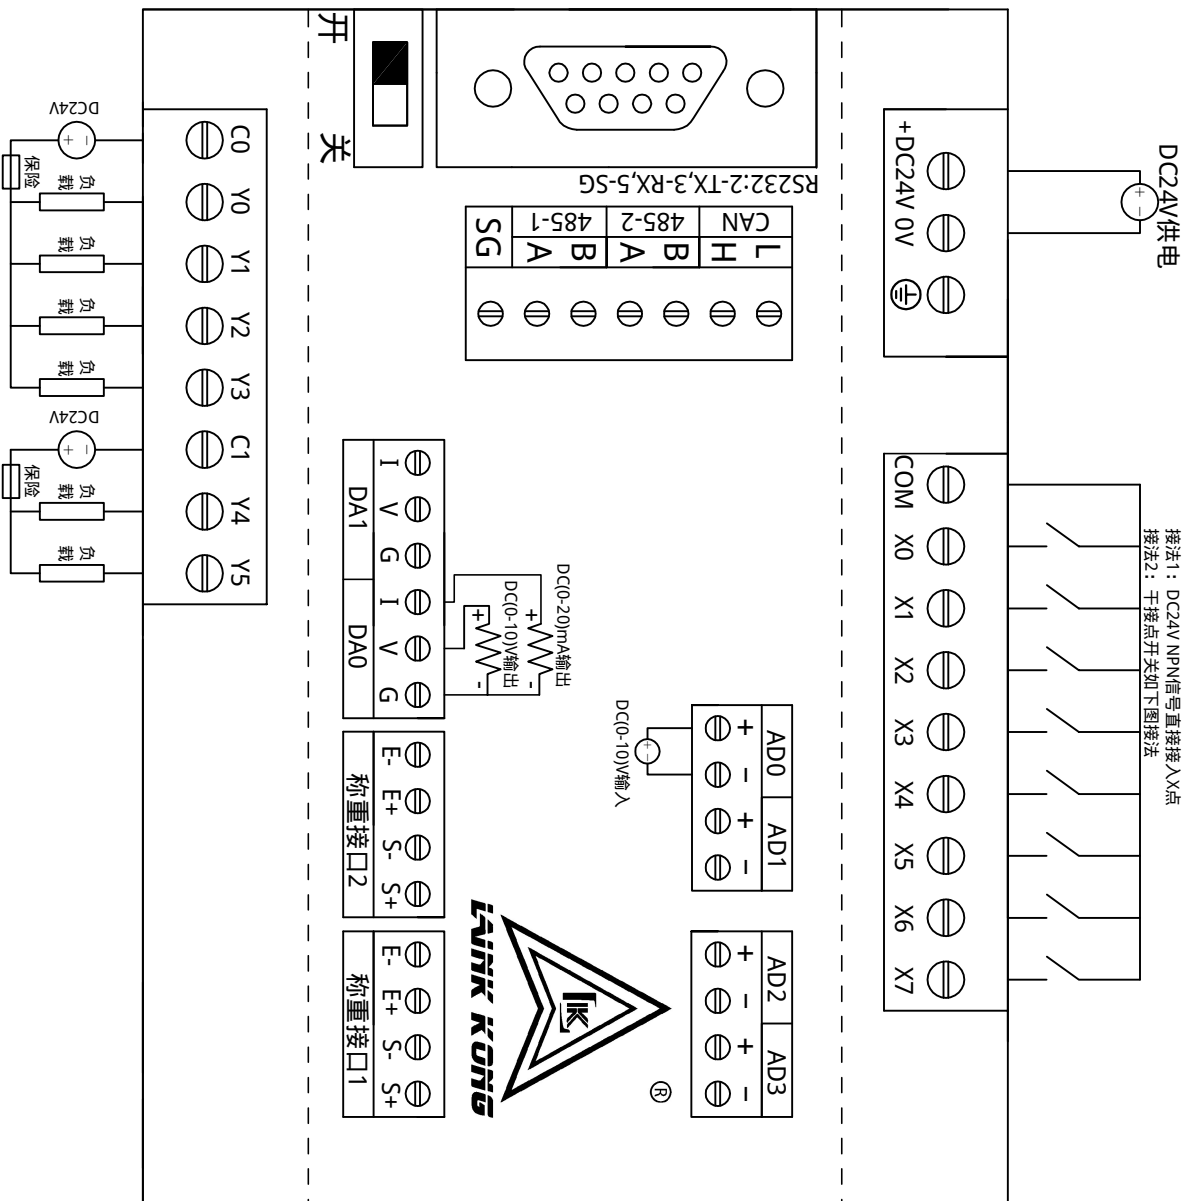 开
关
RS232:2-TX,3-RX,5-SG
SG
485-1
485-2
CAN
A
B
A
B
H
L
+DC24V 0V
DC24V供电
+
-
DC24V
+
-
保险
负载
负载
负载
负载
DC24V
+
-
保险
负载
负载
C0
Y0
Y1
Y2
Y3
C1
Y4
Y5
COM
X0
X1
X2
X3
X4
X5
X6
X7
接法1：DC24V NPN信号直接接入X点
接法2：干接点开关如下图接法
I
V
G
I
V
G
DA1
DA0
DC(0-20)mA输出
+
-
DC(0-10)V输出
+
-
AD0
AD1
+
-
+
-
DC(0-10)V输入
+
-
AD2
AD3
+
-
+
-
E-
E+
S-
S+
称重接口2
E-
E+
S-
S+
称重接口1
IK
LAINK KONG
®